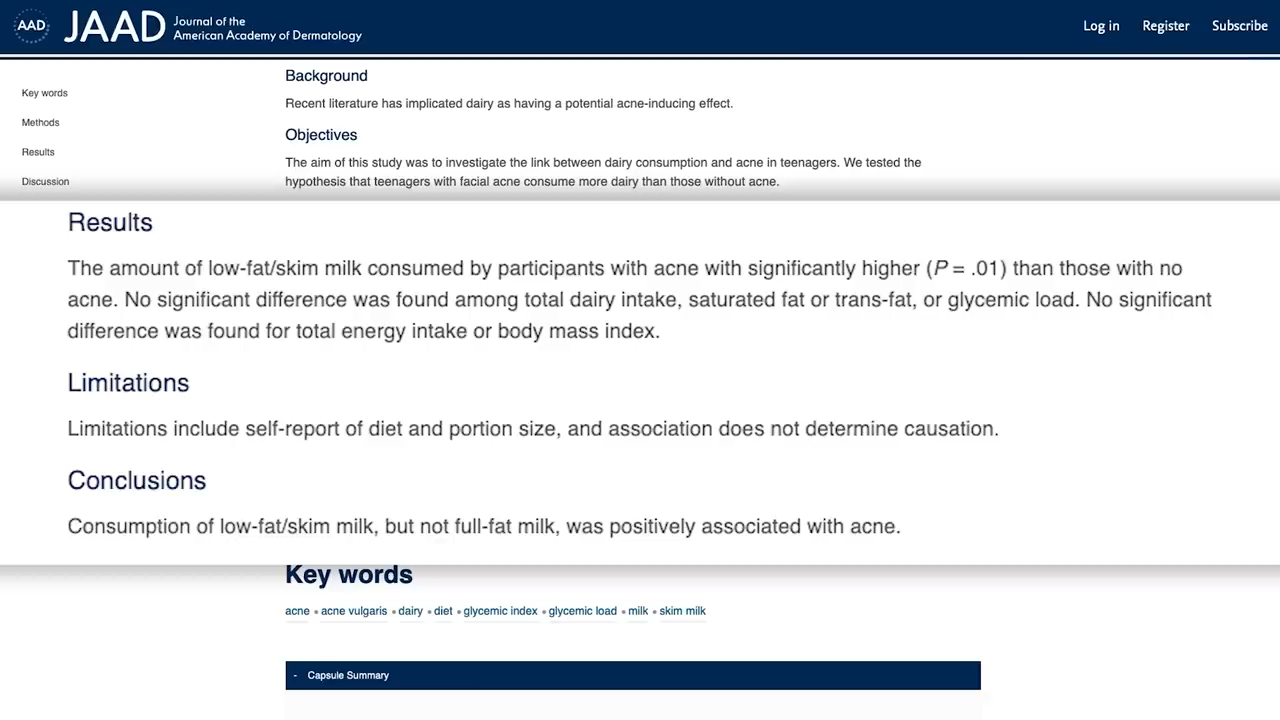 AAD
JAAD
Journal of the
American Academy of Dermatology
Log in
Register
Subscribe
Key words
Methods
Results
Discussion
Background
Recent literature has implicated dairy as having a potential acne-inducing effect.
Objectives
The aim of this study was to investigate the link between dairy consumption and acne in teenagers. We tested the
hypothesis that teenagers with facial acne consume more dairy than those without acne.
Results
The amount of low-fat/skim milk consumed by participants with acne with significantly higher (P = .01) than those with no
acne. No significant difference was found among total dairy intake, saturated fat or trans-fat, or glycemic load. No significant
difference was found for total energy intake or body mass index.
Limitations
Limitations include self-report of diet and portion size, and association does not determine causation.
Conclusions
Consumption of low-fat/skim milk, but not full-fat milk, was positively associated with acne.
Key words
acne • acne vulgaris • dairy • diet • glycemic index • glycemic load • milk • skim milk
- Capsule Summary